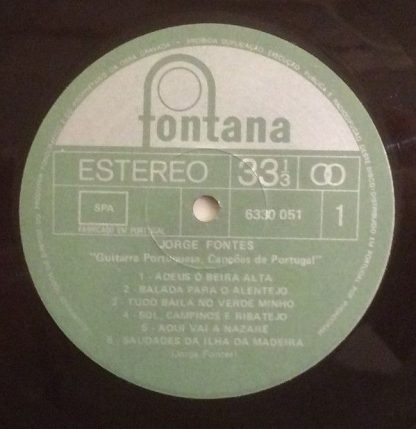 fontana
ESTEREO 33 1/3
SPA 6330 051 1
FABRICADO EM PORTUGAL
JORGE FONTES
"Guitarra Portuguesa, Canções de Portugal"
1 - ADEUS Ó BEIRA ALTA
2 - BALADA PARA O ALENTEJO
3 - TUDO BAILA NO VERDE MINHO
4 - SOL, CAMPINOS E RIBATEJO
5 - AQUI VAI A NAZARÉ
6 - SAUDADES DA ILHA DA MADEIRA
(Jorge Fontes)